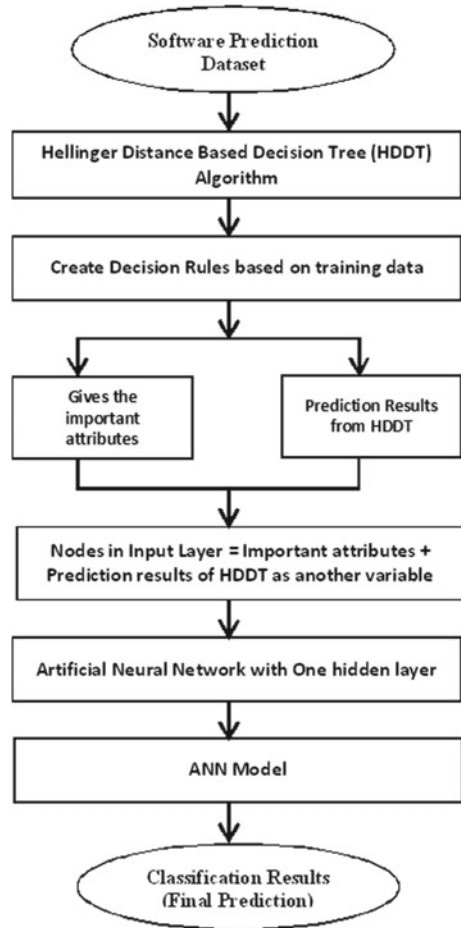 Software Prediction
Dataset
Hellinger Distance Based Decision Tree (HDDT)
Algorithm
Create Decision Rules based on training data
Gives the
important
attributes
Prediction Results
from HDDT
Nodes in Input Layer = Important attributes +
Prediction results of HDDT as another variable
Artificial Neural Network with One hidden layer
ANN Model
Classification Results
(Final Prediction)